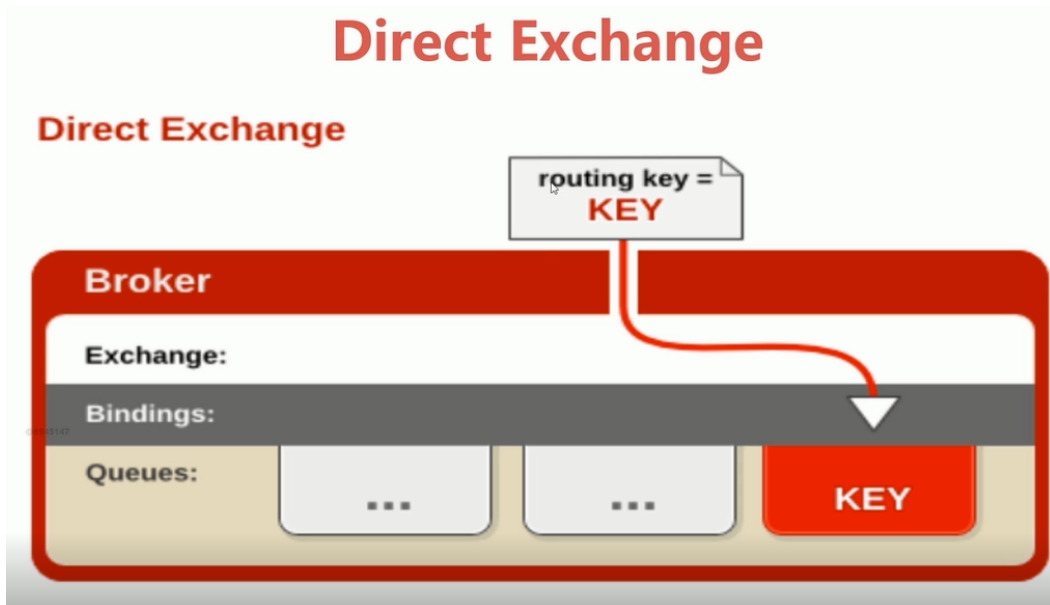 Direct Exchange
Direct Exchange
routing key =
KEY
Broker
Exchange:
Bindings:
Queues:
...
...
KEY